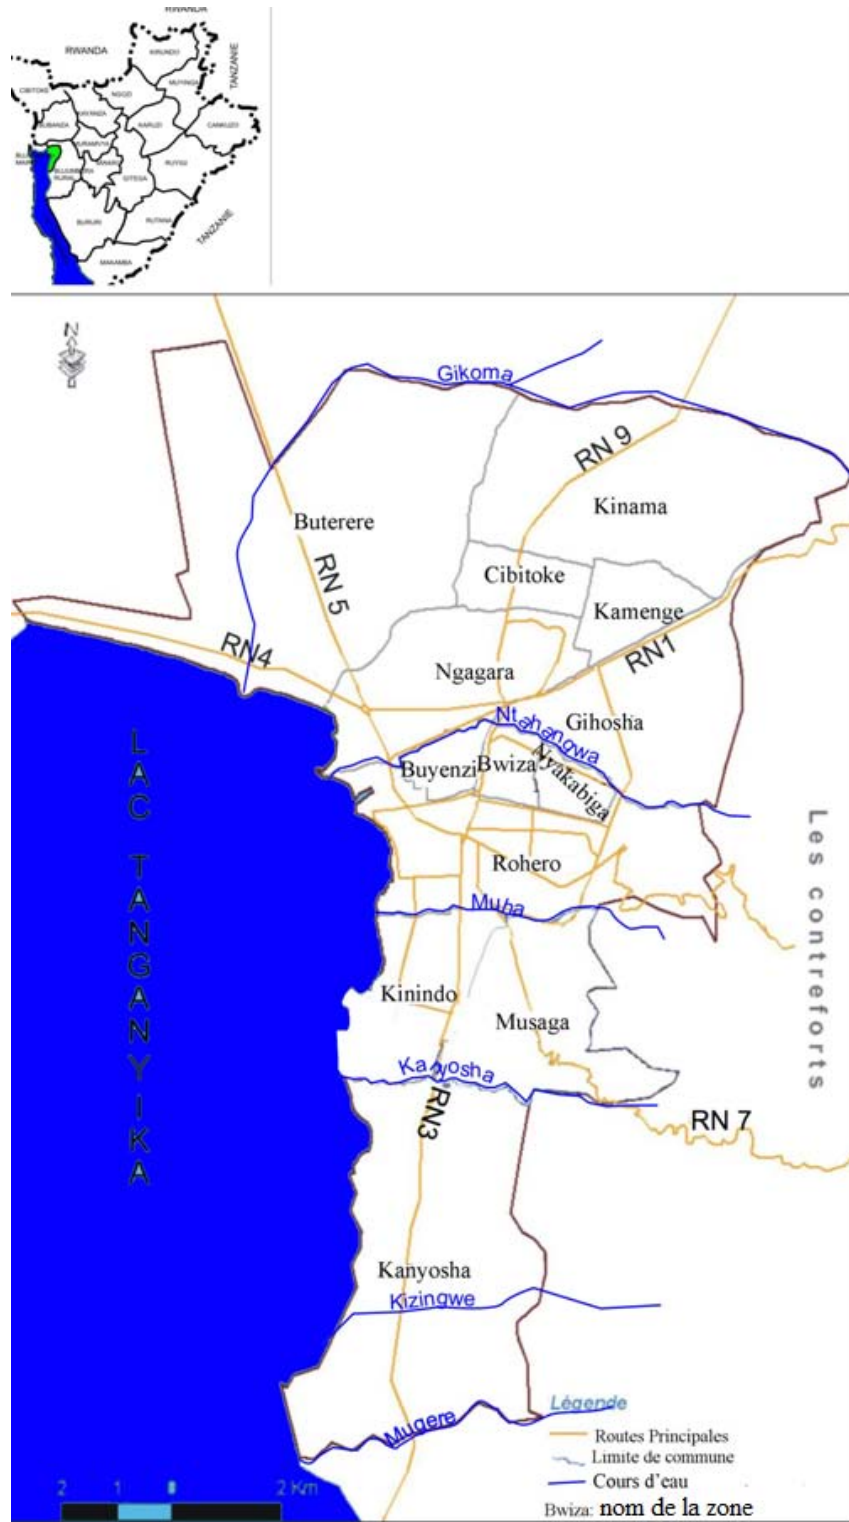 RWANDA
RWANDA
KIRUNDO
TANZANIE
MUYINGA
CIBITOKE
NGOZI
KAYANZA
BUBANZA
KARUZI
CANKUZO
MURAMVYA
MWARO
RUYIGI
BUJUMBURA
RURAL
GITEGA
BURURI
RUTANA
TANZANIE
MAKAMBA
N
Gikoma
RN 9
Kinama
Buterere
RN 5
Cibitoke
Kamenge
RN4
RN1
Ngagara
Ntahangwa
Gihosha
LAC TANGANYIKA
Buyenzi
Bwiza
Nyakabiga
Les contreforts
Rohero
Muha
Kinindo
Musaga
Kanyosha
RN3
RN 7
Kanyosha
Kizingwe
Mugere
Légende
Routes Principales
Limite de commune
Cours d'eau
Bwiza: nom de la zone
2 1 0 2 Km